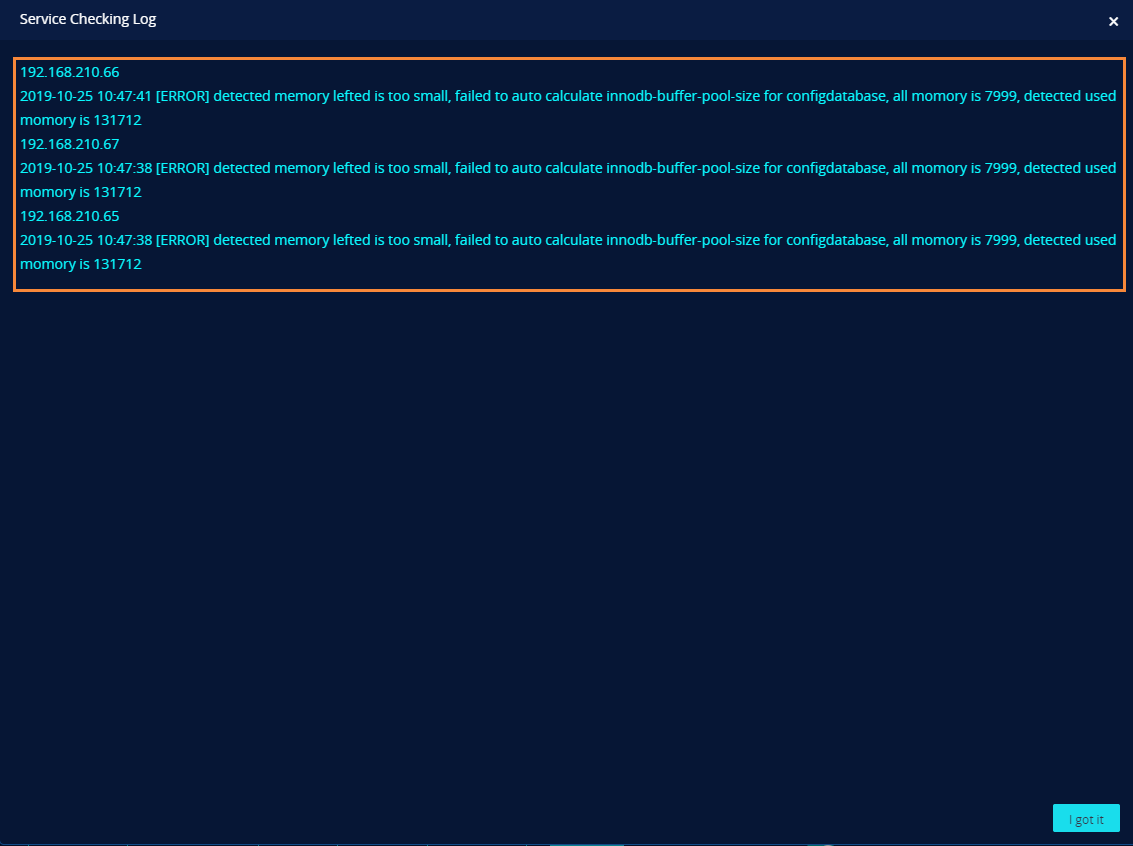 Service Checking Log
×
192.168.210.66
2019-10-25 10:47:41 [ERROR] detected memory lefted is too small, failed to auto calculate innodb-buffer-pool-size for configdatabase, all momory is 7999, detected used
momory is 131712
192.168.210.67
2019-10-25 10:47:38 [ERROR] detected memory lefted is too small, failed to auto calculate innodb-buffer-pool-size for configdatabase, all momory is 7999, detected used
momory is 131712
192.168.210.65
2019-10-25 10:47:38 [ERROR] detected memory lefted is too small, failed to auto calculate innodb-buffer-pool-size for configdatabase, all momory is 7999, detected used
momory is 131712
I got it